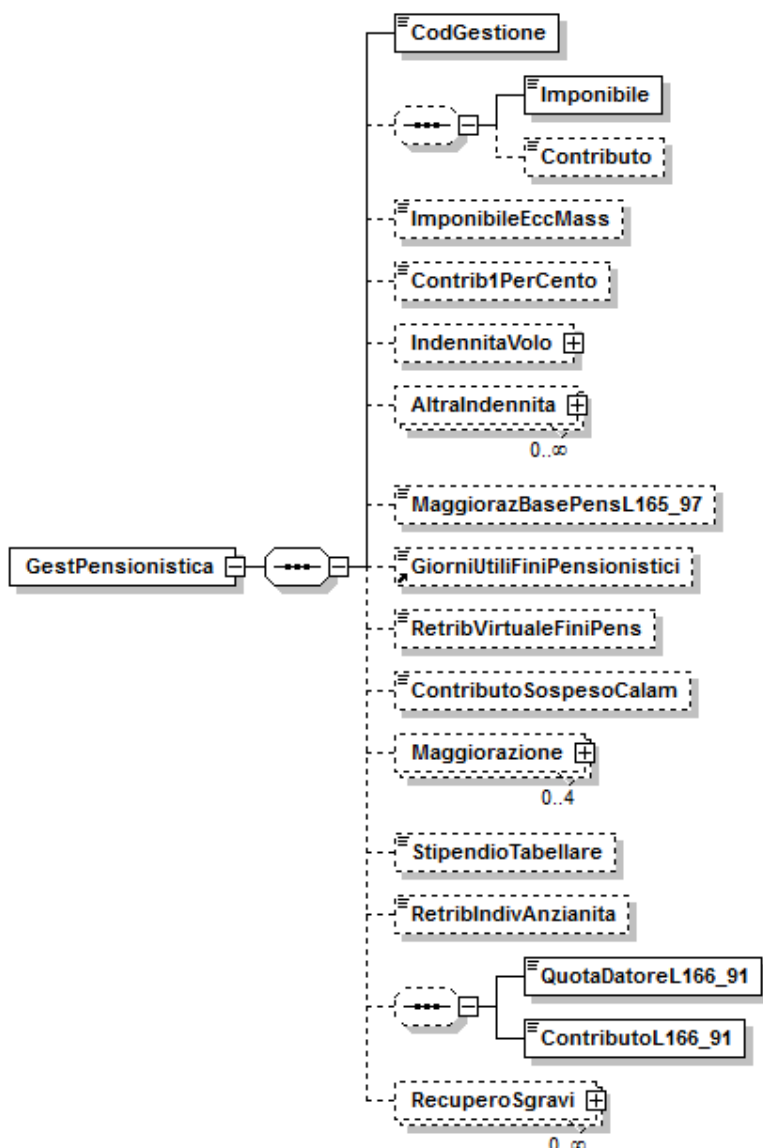 CodGestione
Imponibile
Contributo
ImponibileEccMass
Contrib1PerCento
IndennitaVolo
AltraIndennita
0..∞
MaggiorazBasePensL165_97
GestPensionistica
GiorniUtiliFiniPensionistici
RetribVirtualeFiniPens
ContributoSospesoCalam
Maggiorazione
0..4
StipendioTabellare
RetribIndivAnzianita
QuotaDatoreL166_91
ContributoL166_91
RecuperoSgravi
0..∞